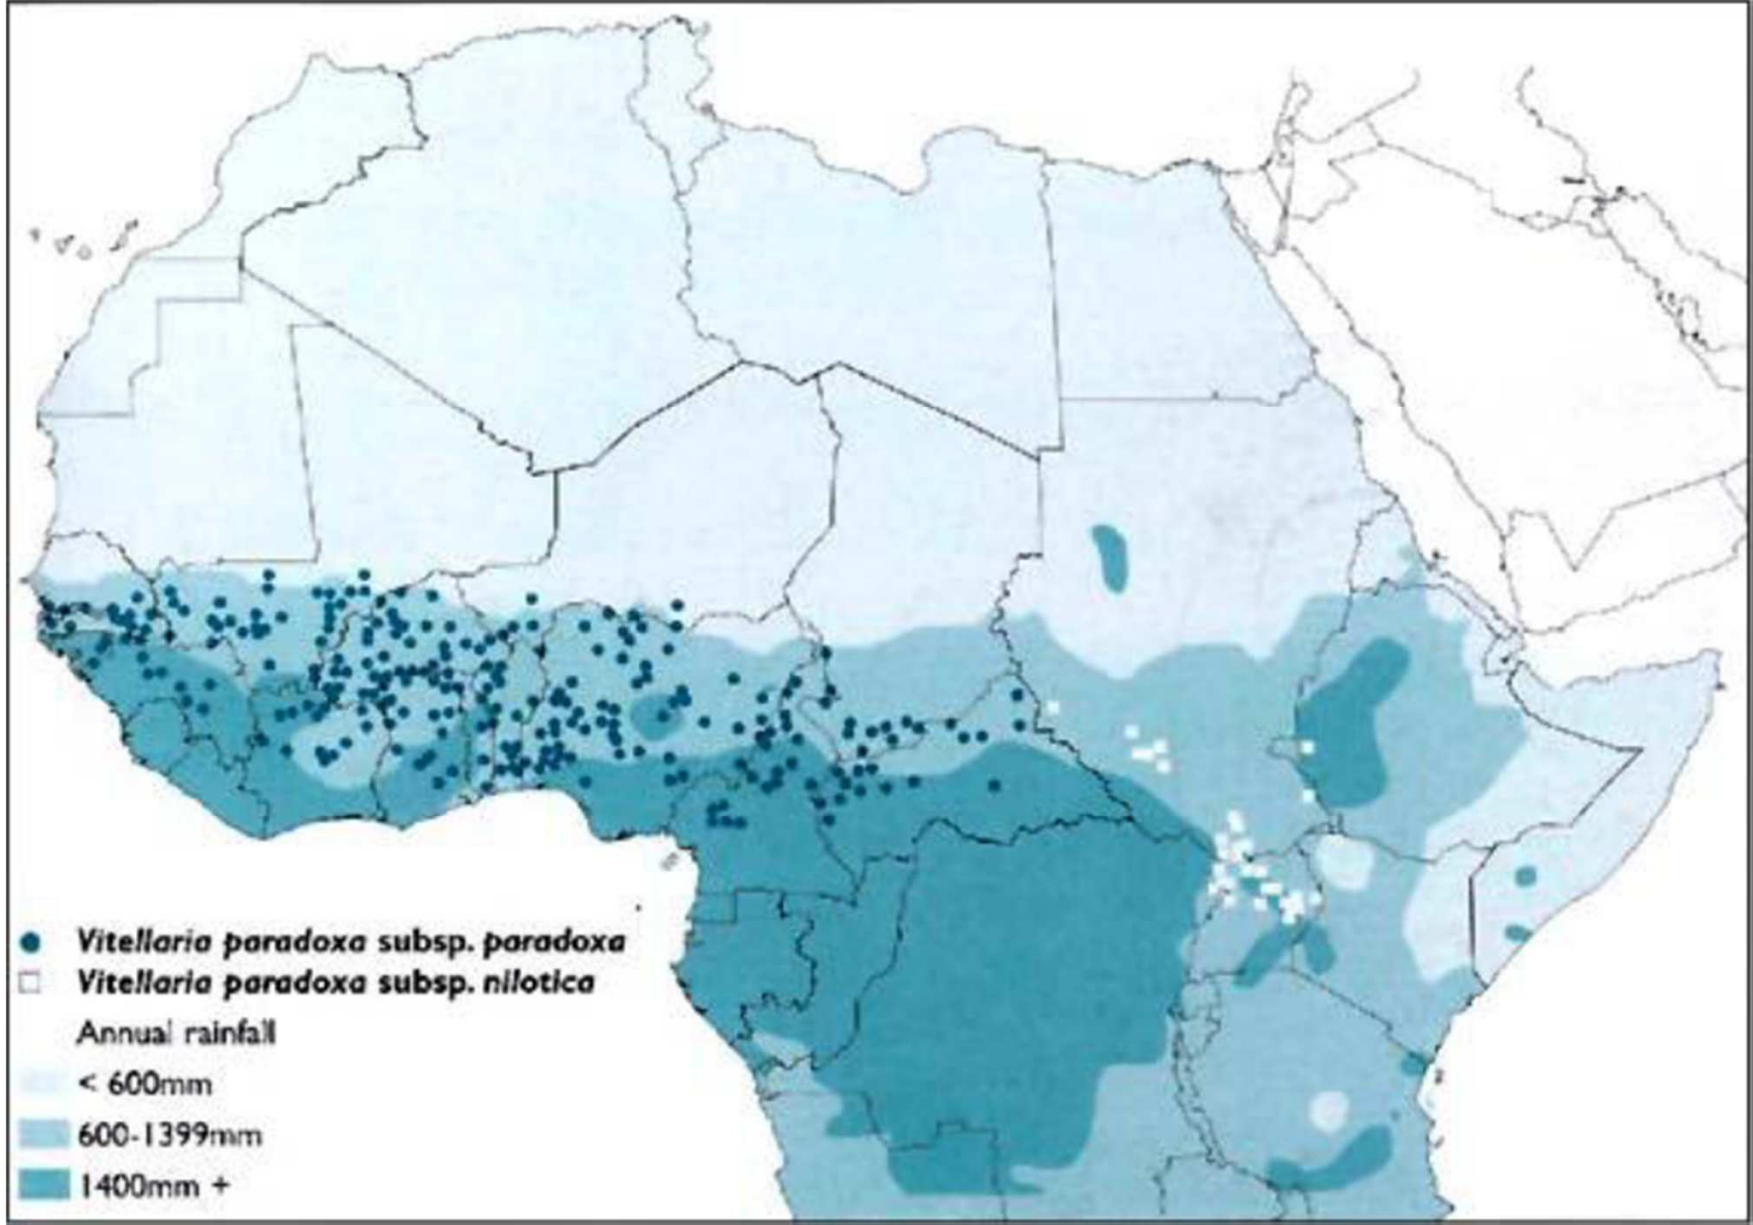 Vitellaria paradoxa subsp. paradoxa
Vitellaria paradoxa subsp. nilotica
Annual rainfall
< 600mm
600-1399mm
1400mm +